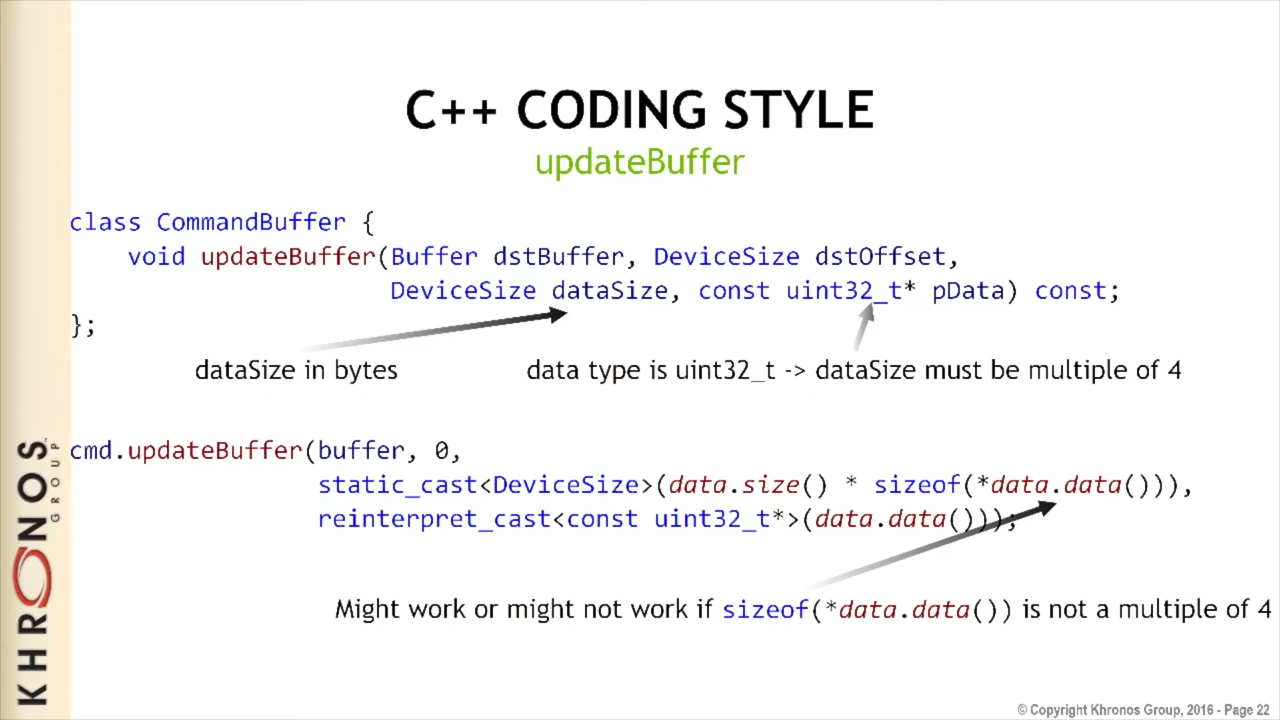 C++ CODING STYLE
updateBuffer
class CommandBuffer {
void updateBuffer(Buffer dstBuffer, DeviceSize dstOffset,
DeviceSize dataSize, const uint32_t* pData) const;
};
dataSize in bytes
data type is uint32_t -> dataSize must be multiple of 4
cmd.updateBuffer(buffer, 0,
static_cast<DeviceSize>(data.size() * sizeof(*data.data())),
reinterpret_cast<const uint32_t*>(data.data()));
Might work or might not work if sizeof(*data.data()) is not a multiple of 4
KHRONOS
GROUP
© Copyright Khronos Group, 2016 - Page 22